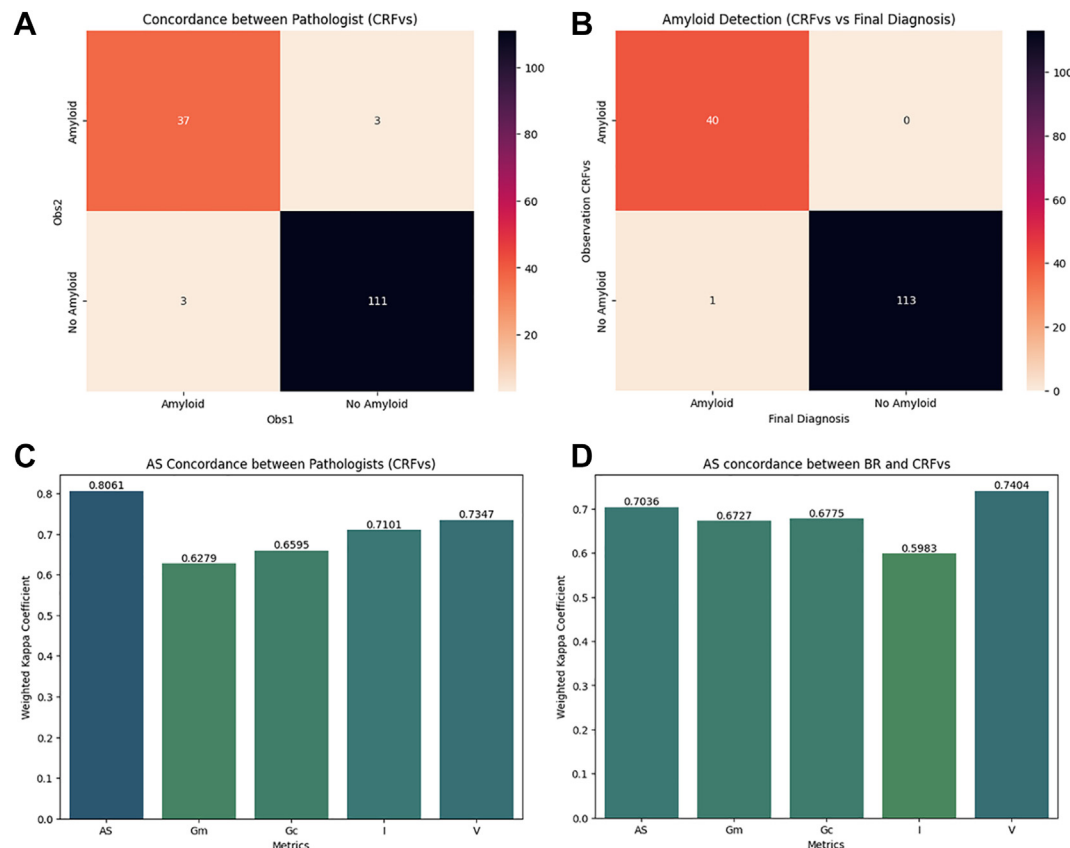 A
Concordance between Pathologist (CRFvs)
Amyloid
No Amyloid
Obs2
37
3
3
111
Amyloid
No Amyloid
Obs1
100
80
60
40
20
B
Amyloid Detection (CRFvs vs Final Diagnosis)
Amyloid
No Amyloid
Observation CRFvs
40
0
1
113
Amyloid
No Amyloid
Final Diagnosis
100
80
60
40
20
0
C
AS Concordance between Pathologists (CRFvs)
Weighted Kappa Coefficient
0.8
0.7
0.6
0.5
0.4
0.3
0.2
0.1
0.0
0.8061
0.6279
0.6595
0.7101
0.7347
AS
Gm
Gc
I
V
Metrics
D
AS concordance between BR and CRFvs
Weighted Kappa Coefficient
0.7
0.6
0.5
0.4
0.3
0.2
0.1
0.0
0.7036
0.6727
0.6775
0.5983
0.7404
AS
Gm
Gc
I
V
Metrics